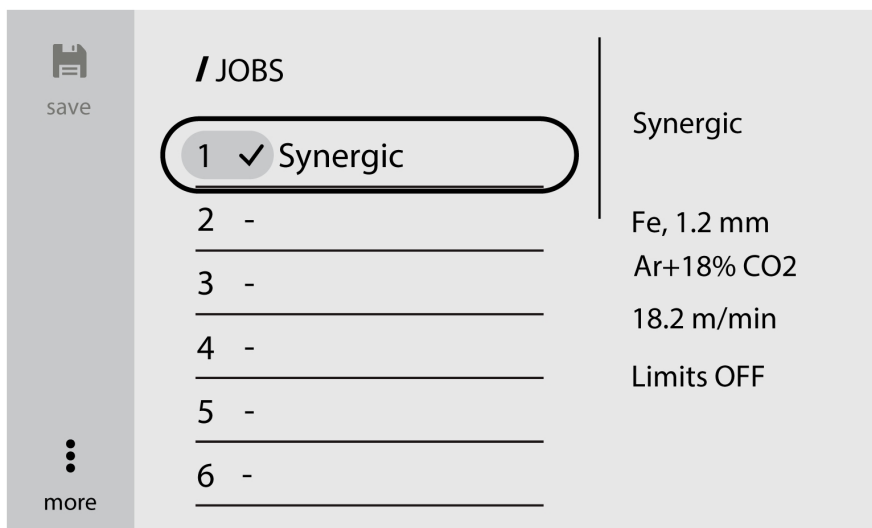 save
/ JOBS
1 ✓ Synergic
2 -
3 -
4 -
5 -
6 -
more
Synergic
Fe, 1.2 mm
Ar+18% CO2
18.2 m/min
Limits OFF